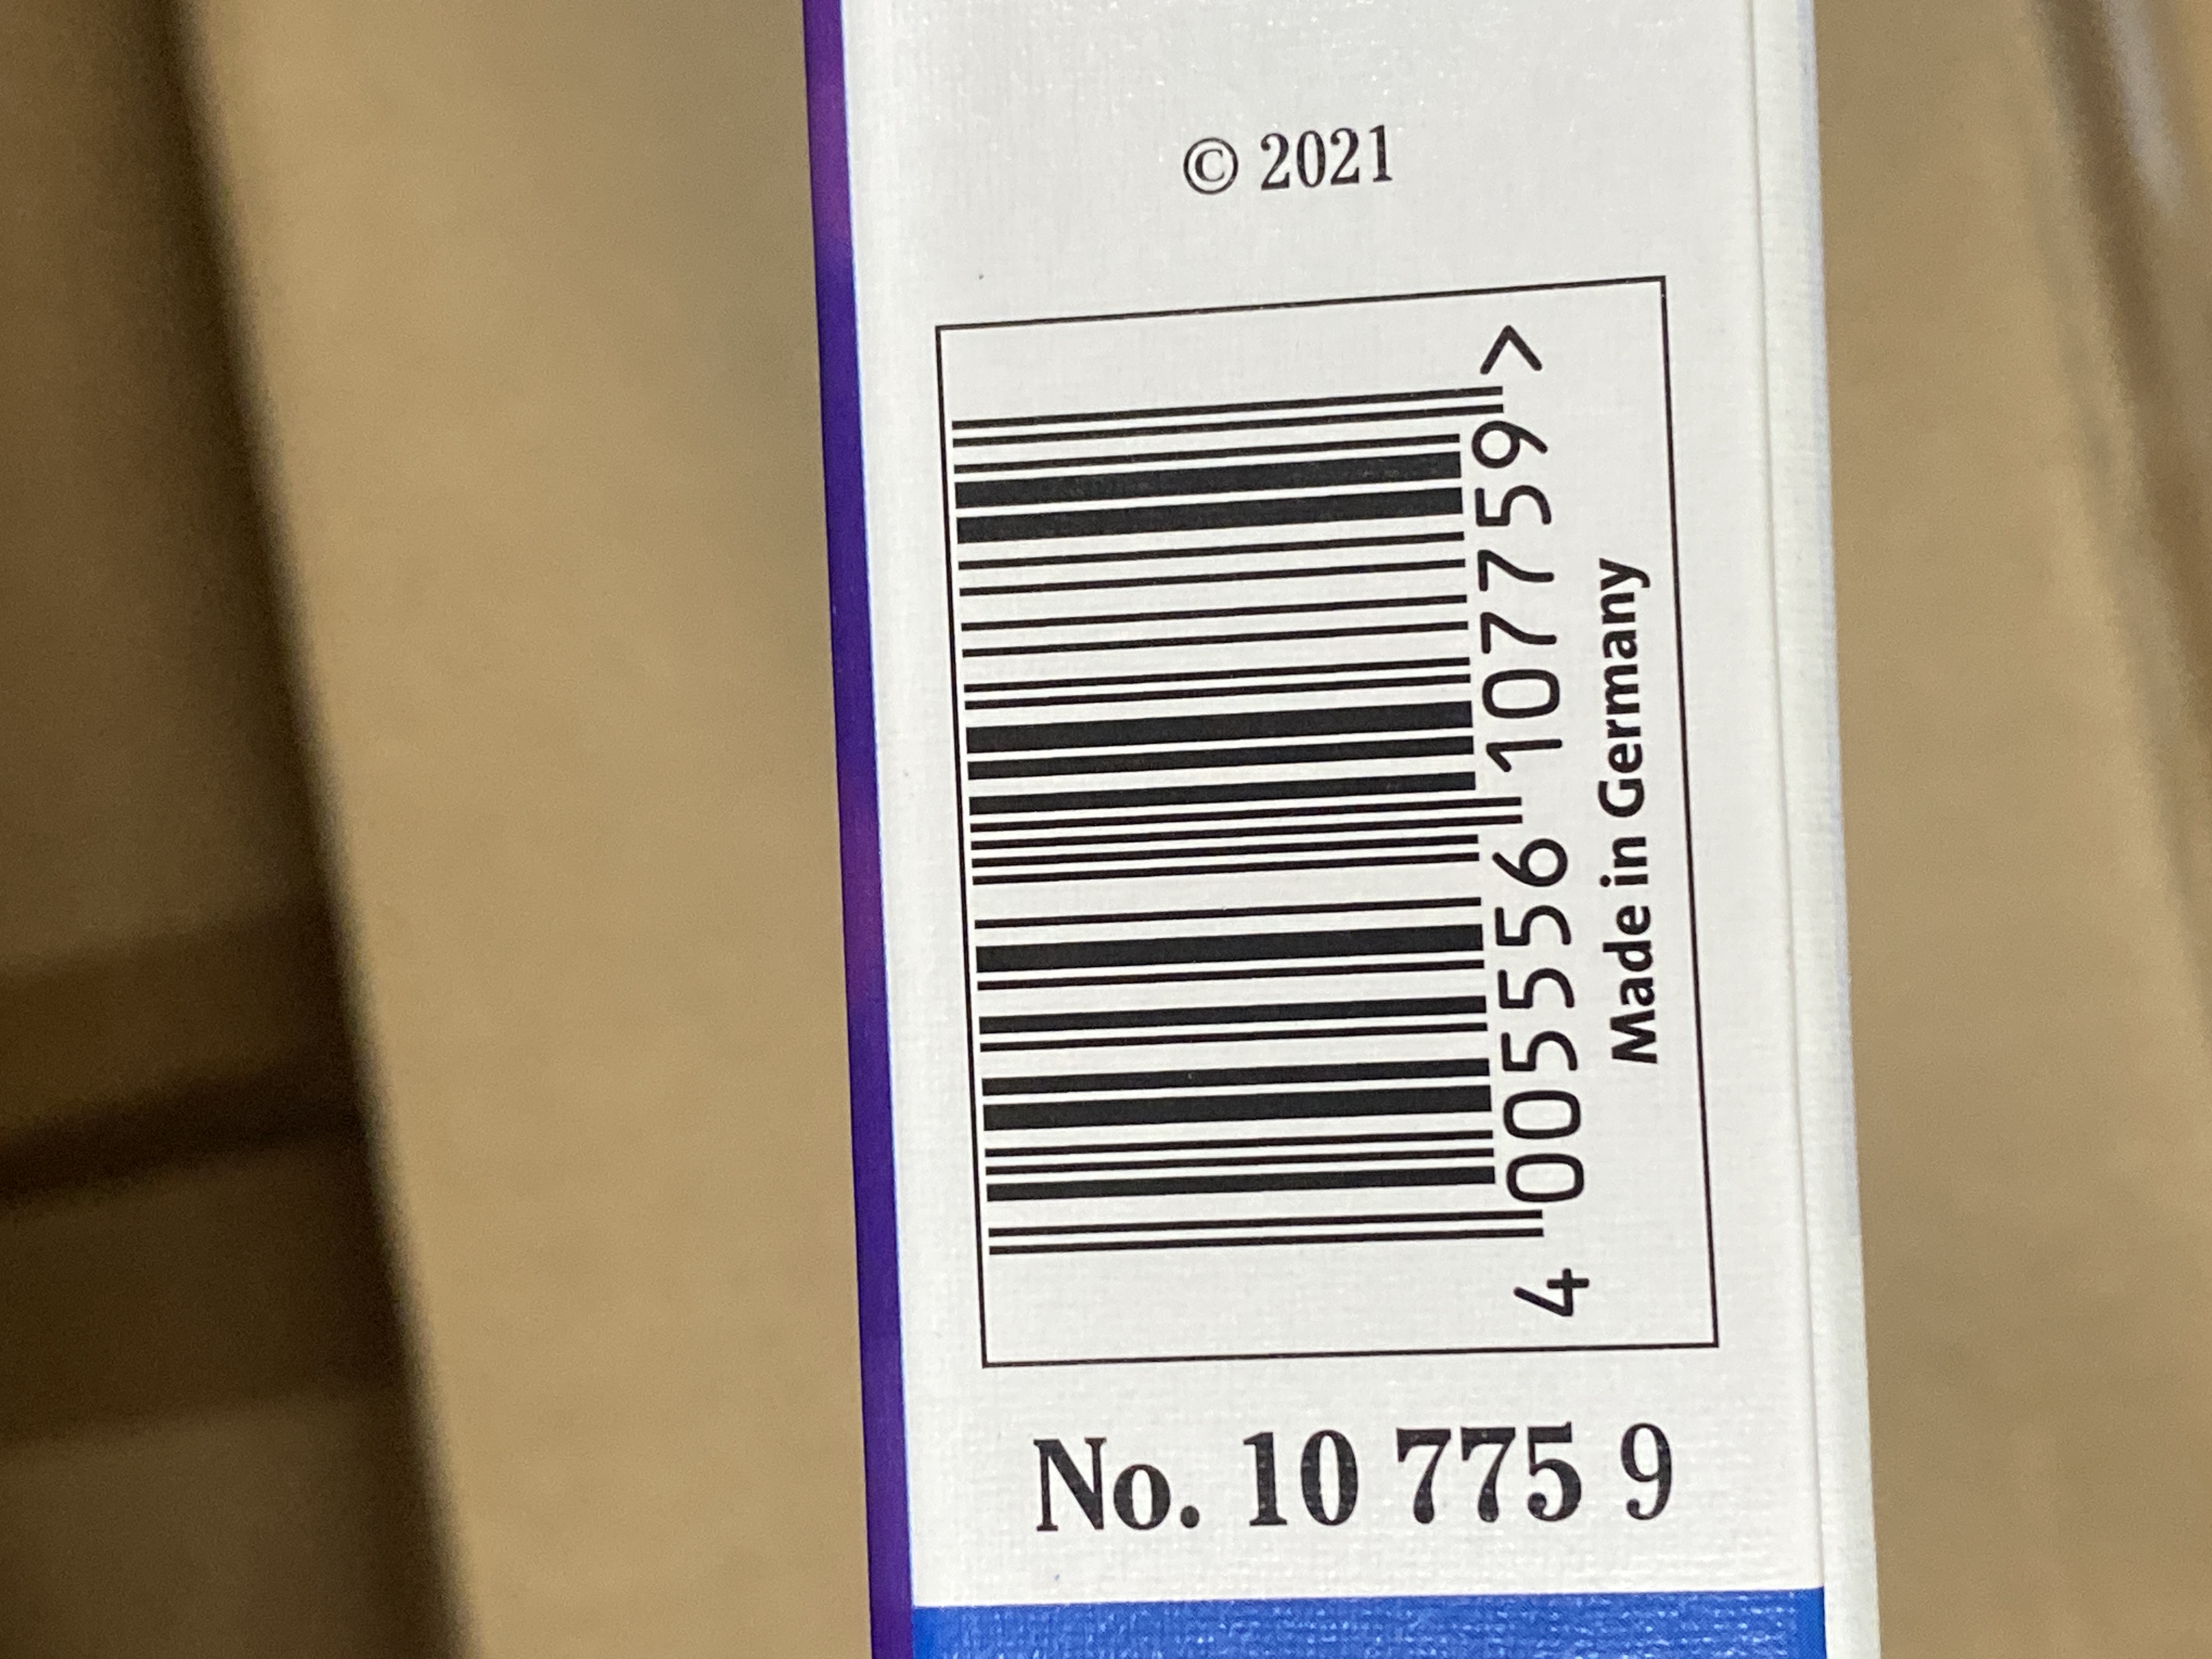 © 2021
4 005556 107759 >
Made in Germany
No. 10 775 9